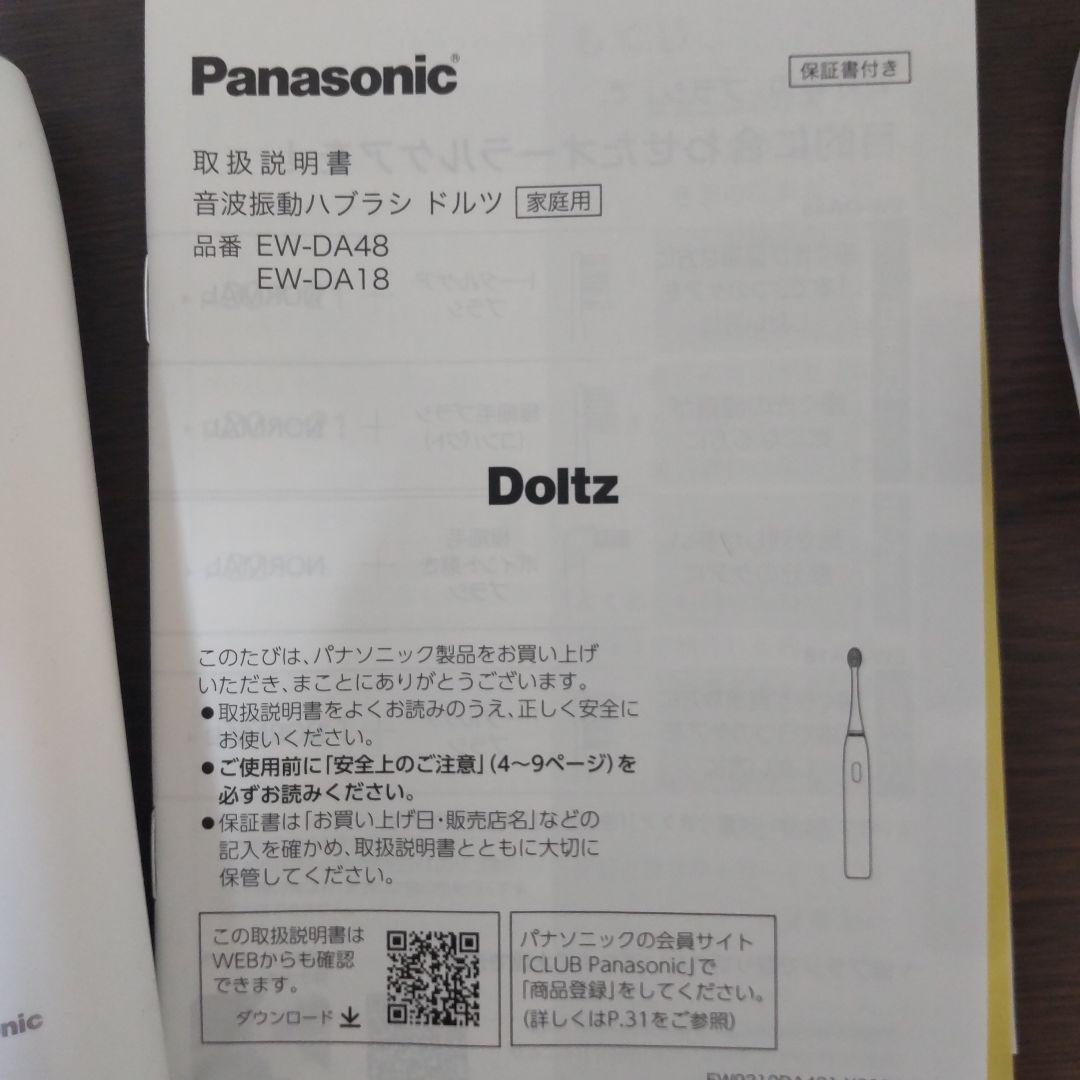 Panasonic®
保証書付き
取扱説明書
音波振動ハブラシ ドルツ 家庭用
品番 EW-DA48
EW-DA18
Doltz
このたびは、パナソニック製品をお買い上げ
いただき、まことにありがとうございます。
●取扱説明書をよくお読みのうえ、正しく安全に
お使いください。
●ご使用前に「安全上のご注意」(4〜9ページ)を
必ずお読みください。
●保証書は「お買い上げ日・販売店名」などの
記入を確かめ、取扱説明書とともに大切に
保管してください。
この取扱説明書は
WEBからも確認
できます。
ダウンロード
パナソニックの会員サイト
「CLUB Panasonic」で
「商品登録」をしてください。
(詳しくはP.31をご参照)
nic